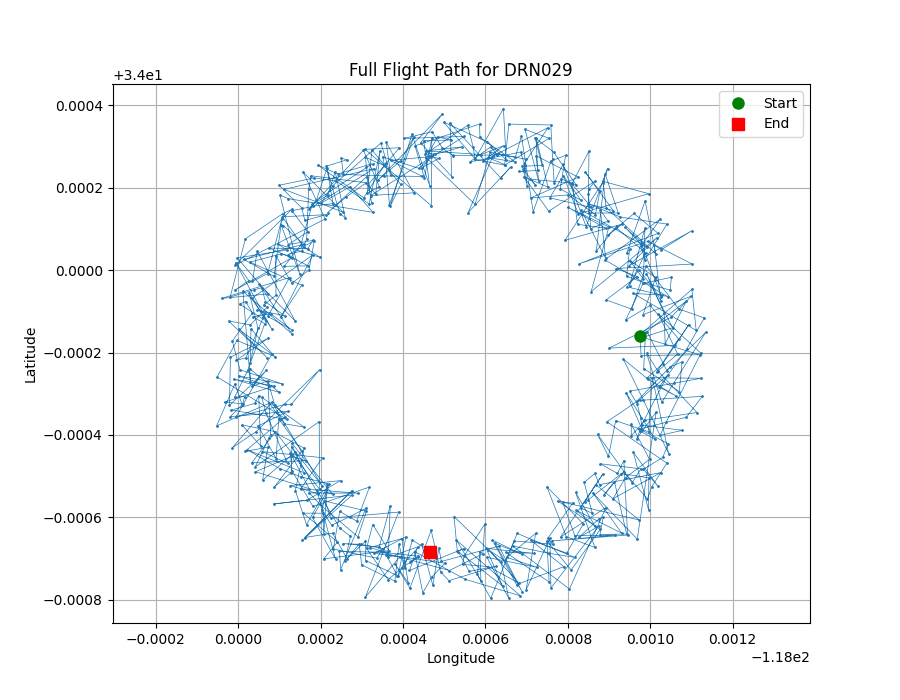 Full Flight Path for DRN029
+3.4e1
Start
End
0.0004
0.0002
0.0000
−0.0002
−0.0004
−0.0006
−0.0008
Latitude
−0.0002
0.0000
0.0002
0.0004
0.0006
0.0008
0.0010
0.0012
Longitude
−1.18e2